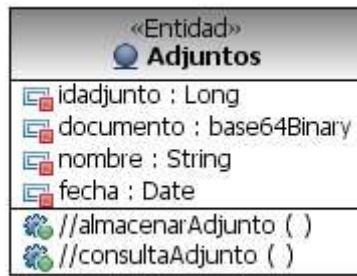 «Entidad»
Adjuntos
idadjunto : Long
documento : base64Binary
nombre : String
fecha : Date
//almacenarAdjunto ( )
//consultaAdjunto ( )